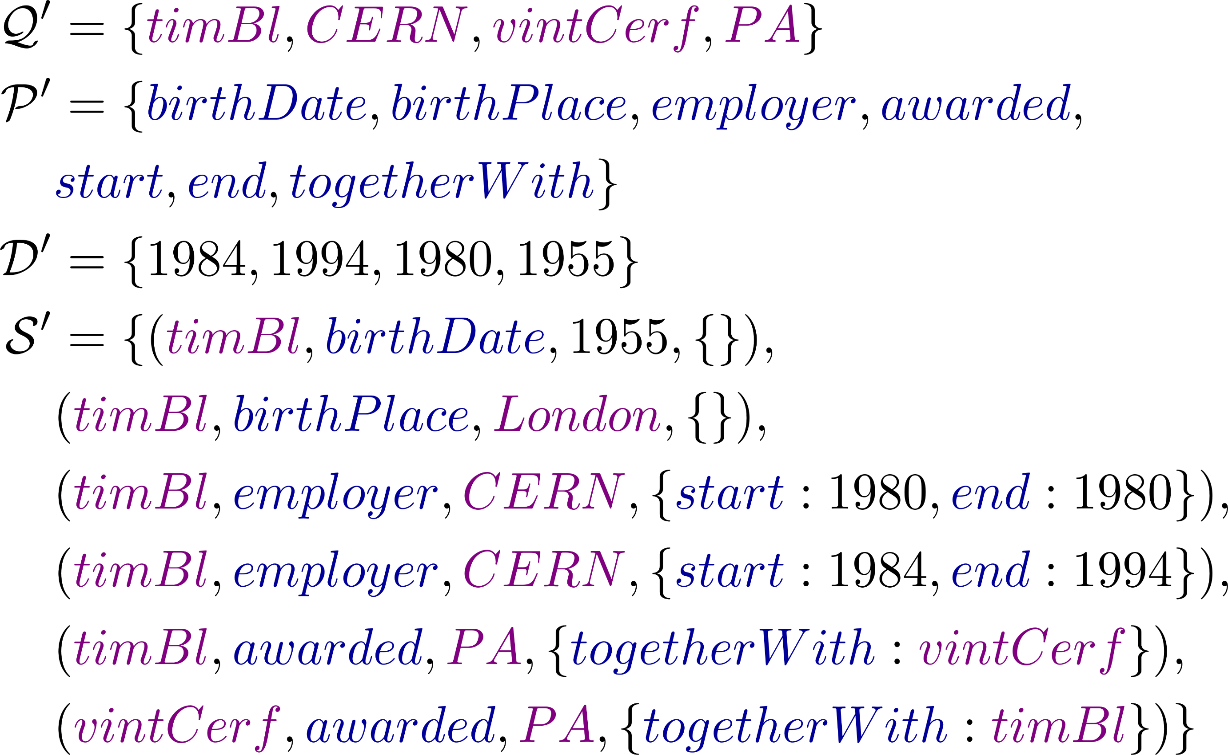 𝒬′ = {timBl, CERN, vintCerf, PA}
𝒫′ = {birthDate, birthPlace, employer, awarded,
start, end, togetherWith}
𝒟′ = {1984, 1994, 1980, 1955}
𝒮′ = {(timBl, birthDate, 1955, {}),
(timBl, birthPlace, London, {}),
(timBl, employer, CERN, {start : 1980, end : 1980}),
(timBl, employer, CERN, {start : 1984, end : 1994}),
(timBl, awarded, PA, {togetherWith : vintCerf}),
(vintCerf, awarded, PA, {togetherWith : timBl})}